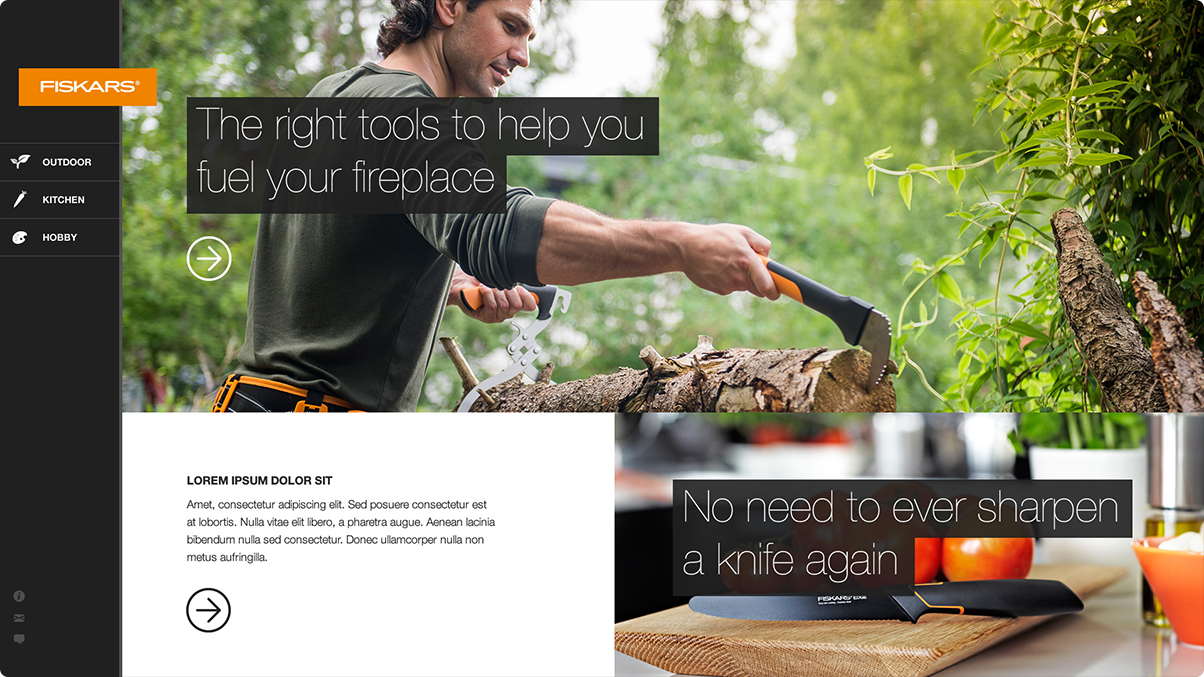 FISKARS®
OUTDOOR
KITCHEN
HOBBY
The right tools to help you
fuel your fireplace
LOREM IPSUM DOLOR SIT
Amet, consectetur adipiscing elit. Sed posuere consectetur est
at lobortis. Nulla vitae elit libero, a pharetra augue. Aenean lacinia
bibendum nulla sed consectetur. Donec ullamcorper nulla non
metus aufringilla.
No need to ever sharpen
a knife again
FISKARS® EDGE